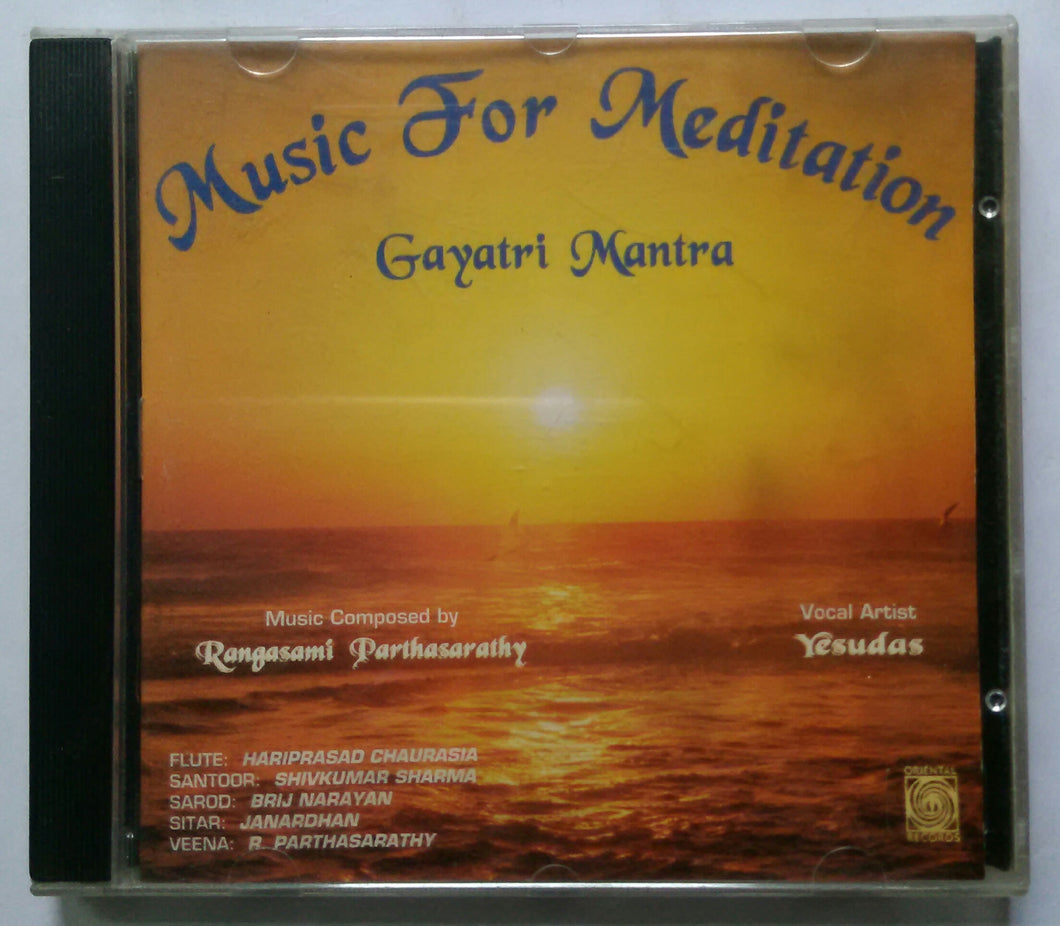 Music For Meditation
Gayatri Mantra
Music Composed by
Rangasami Parthasarathy
Vocal Artist
Yesudas
FLUTE: HARIPRASAD CHAURASIA
SANTOOR: SHIVKUMAR SHARMA
SAROD: BRIJ NARAYAN
SITAR: JANARDHAN
VEENA: R. PARTHASARATHY
ORIENTAL
RECORDS